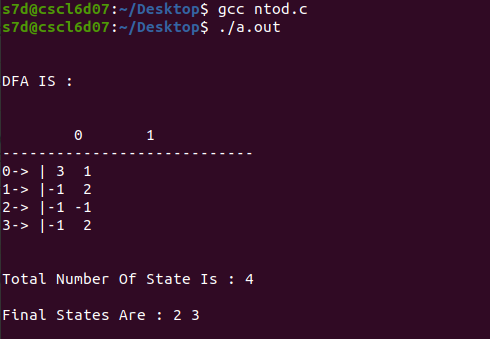 s7d@cscl6d07:~/Desktop$ gcc ntod.c
s7d@cscl6d07:~/Desktop$ ./a.out
DFA IS :
0 1
----------------------------
0-> | 3 1
1-> |-1 2
2-> |-1 -1
3-> |-1 2
Total Number Of State Is : 4
Final States Are : 2 3